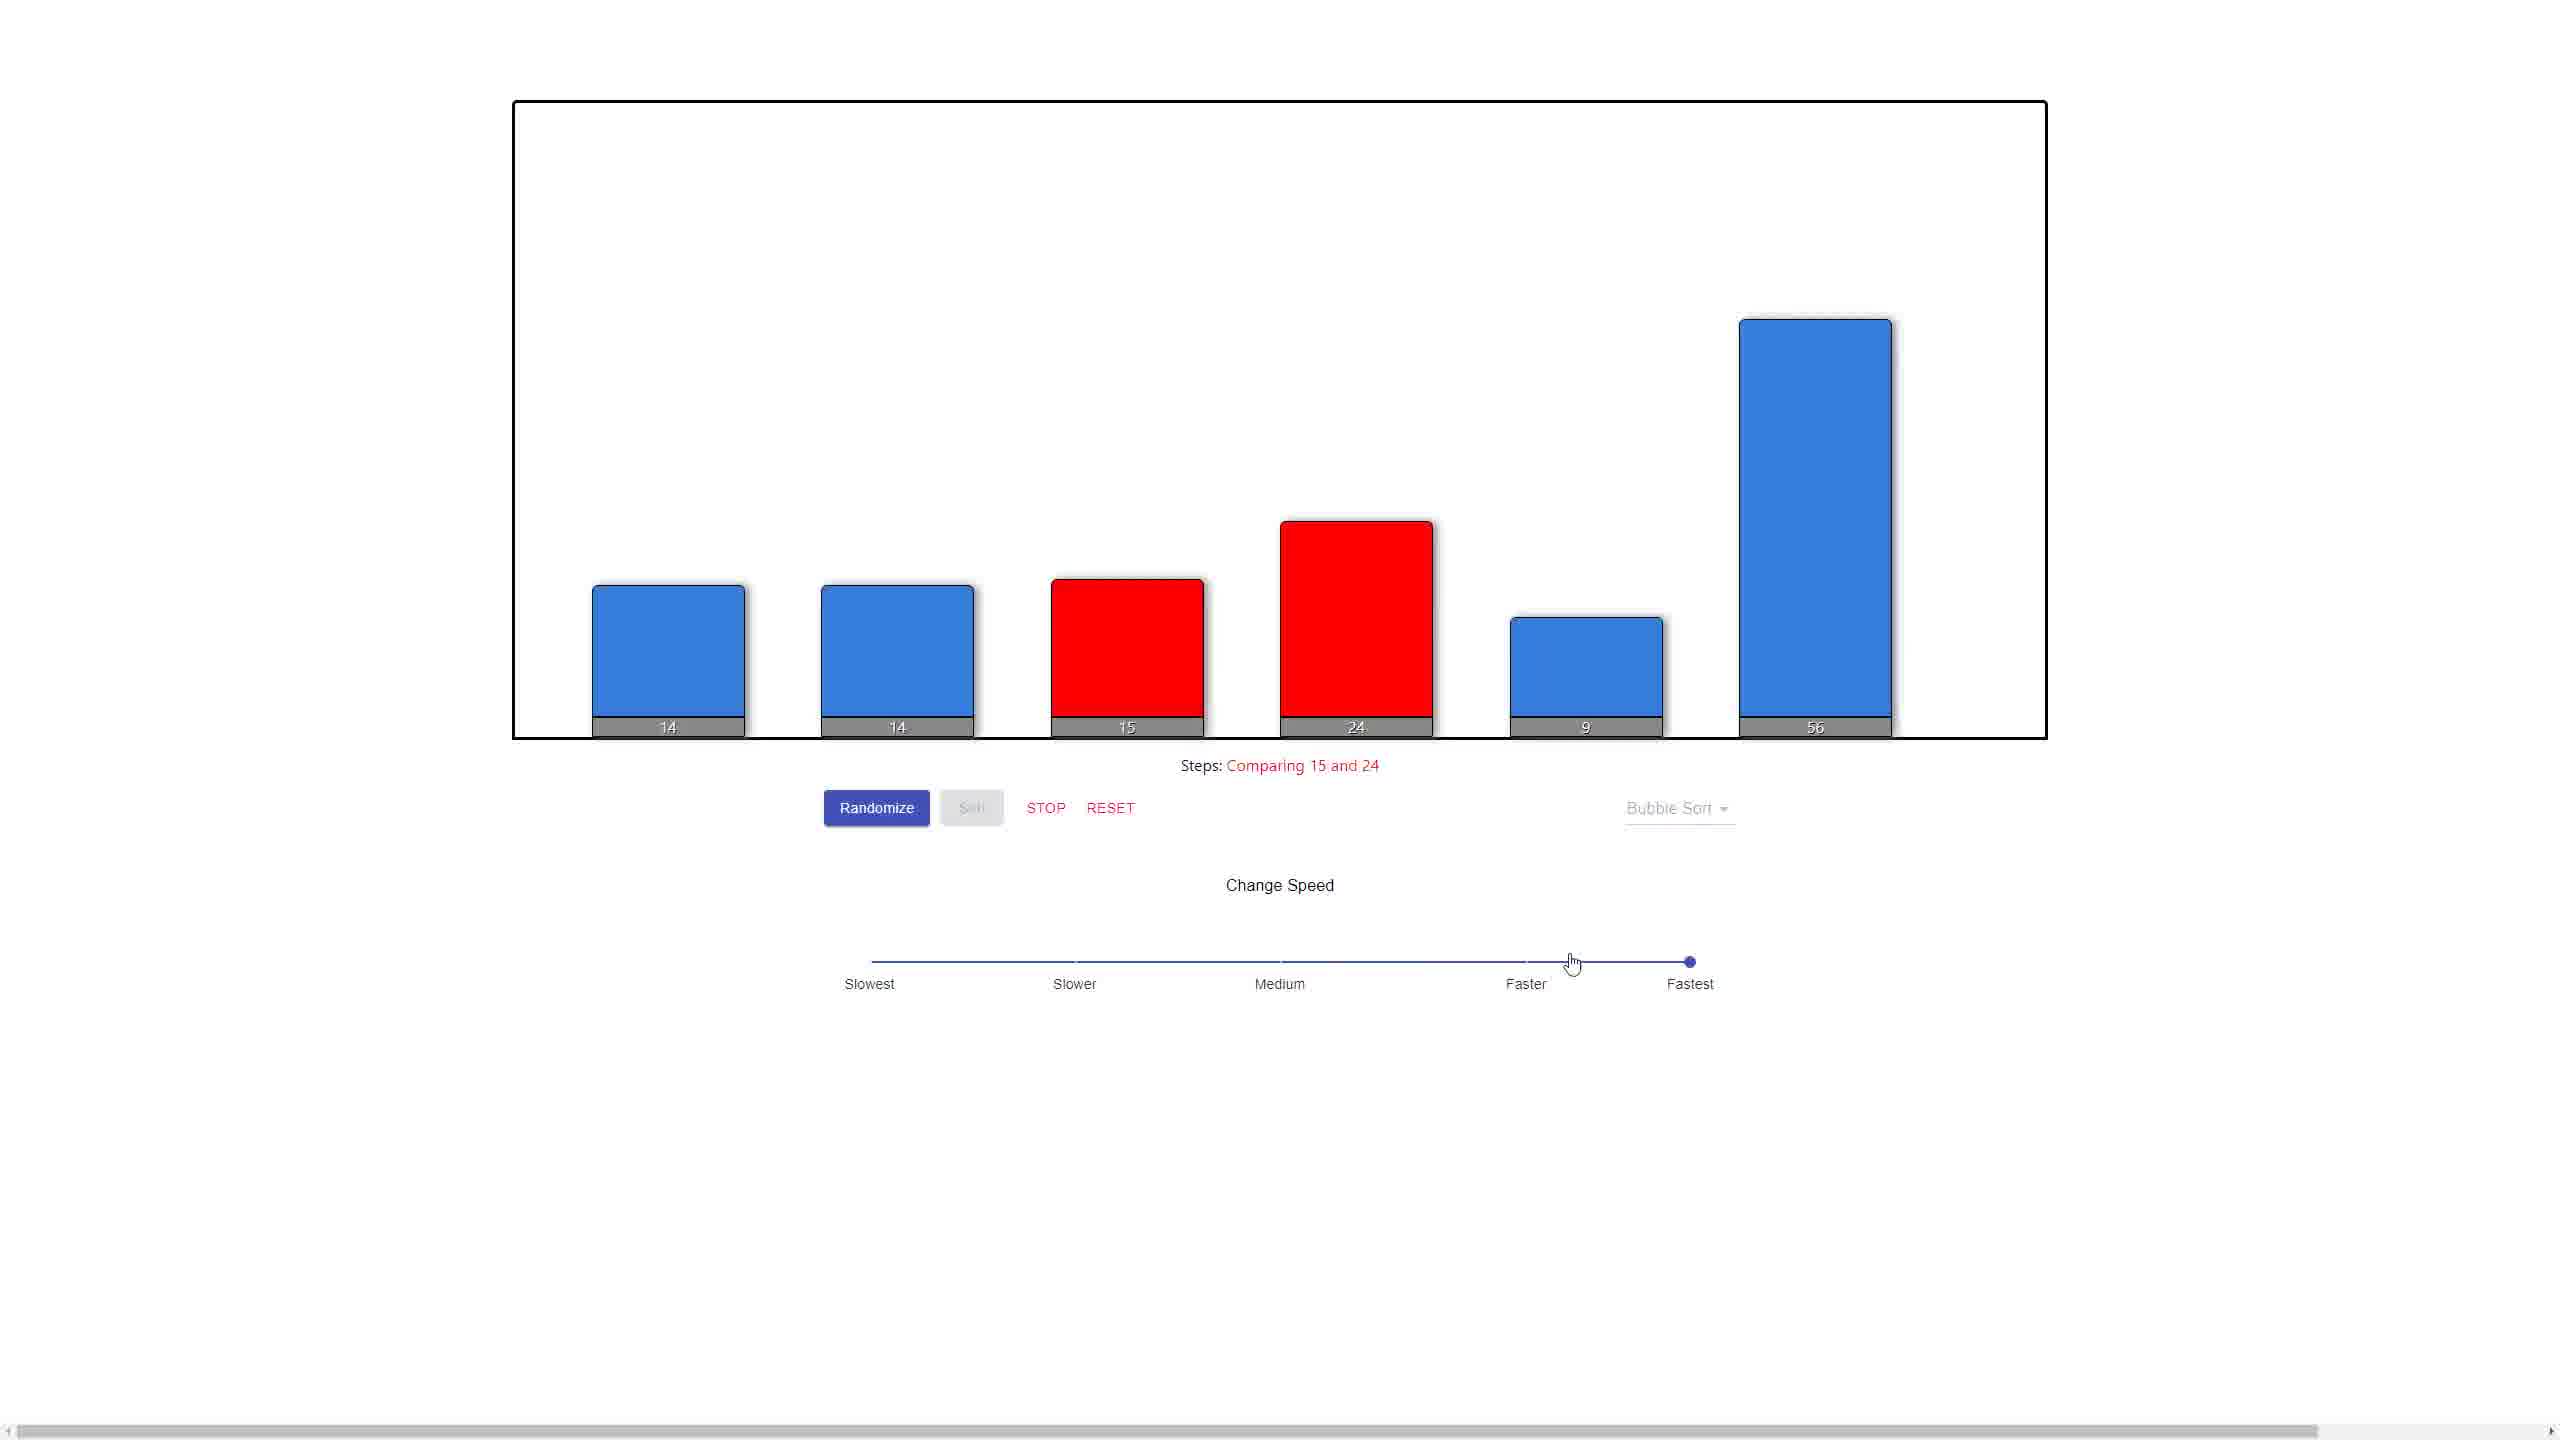 14 14 15 24 9 56
Steps: Comparing 15 and 24
Randomize Sort STOP RESET Bubble Sort
Change Speed
Slowest Slower Medium Faster Fastest